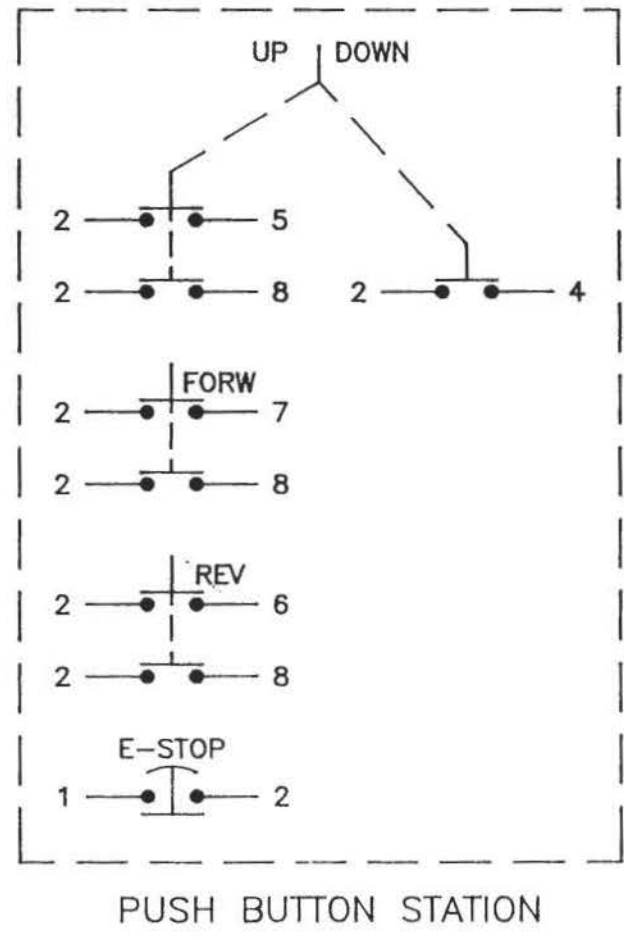 UP DOWN
2 5
2 8 2 4
FORW
2 7
2 8
REV
2 6
2 8
E-STOP
1 2
PUSH BUTTON STATION